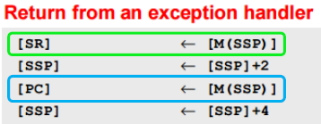 Return from an exception handler
[SR] ← [M(SSP)]
[SSP] ← [SSP]+2
[PC] ← [M(SSP)]
[SSP] ← [SSP]+4